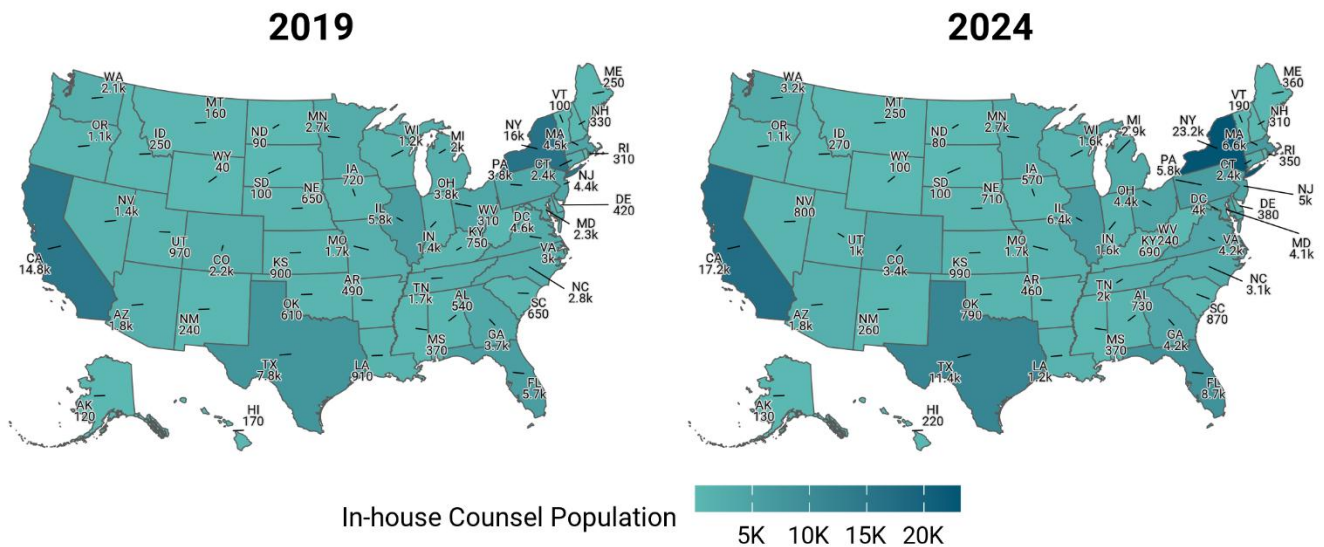 2019
WA
2.1k
OR
1.1k
ID
250
MT
160
WY
40
ND
90
SD
100
NE
650
MN
2.7k
IA
720
WI
1.2k
MI
2k
IL
5.8k
IN
1.4k
OH
3.8k
PA
3.8k
NY
16k
VT
100
ME
250
NH
330
MA
4.5k
RI
310
CT
2.4k
NJ
4.4k
DE
420
MD
2.3k
DC
4.6k
WV
310
KY
750
VA
3k
NC
2.8k
SC
650
GA
3.7k
FL
5.7k
AL
540
MS
370
TN
1.7k
AR
490
LA
910
MO
1.7k
KS
900
OK
610
TX
7.8k
NM
240
CO
2.2k
UT
970
AZ
1.8k
NV
1.4k
CA
14.8k
AK
120
HI
170
2024
WA
3.2k
OR
1.1k
ID
270
MT
250
WY
100
ND
80
SD
100
NE
710
MN
2.7k
IA
570
WI
1.6k
MI
2.9k
IL
6.4k
IN
1.6k
OH
4.4k
PA
5.8k
NY
23.2k
VT
190
ME
360
NH
310
MA
6.6k
RI
350
CT
2.4k
NJ
5k
DE
380
MD
4.1k
DC
4k
WV
240
KY
690
VA
4.2k
NC
3.1k
SC
870
GA
4.2k
FL
8.7k
AL
730
MS
370
TN
2k
AR
460
LA
1.2k
MO
1.7k
KS
990
OK
790
TX
11.4k
NM
260
CO
3.4k
UT
1k
AZ
1.8k
NV
800
CA
17.2k
AK
130
HI
220
In-house Counsel Population
5K 10K 15K 20K